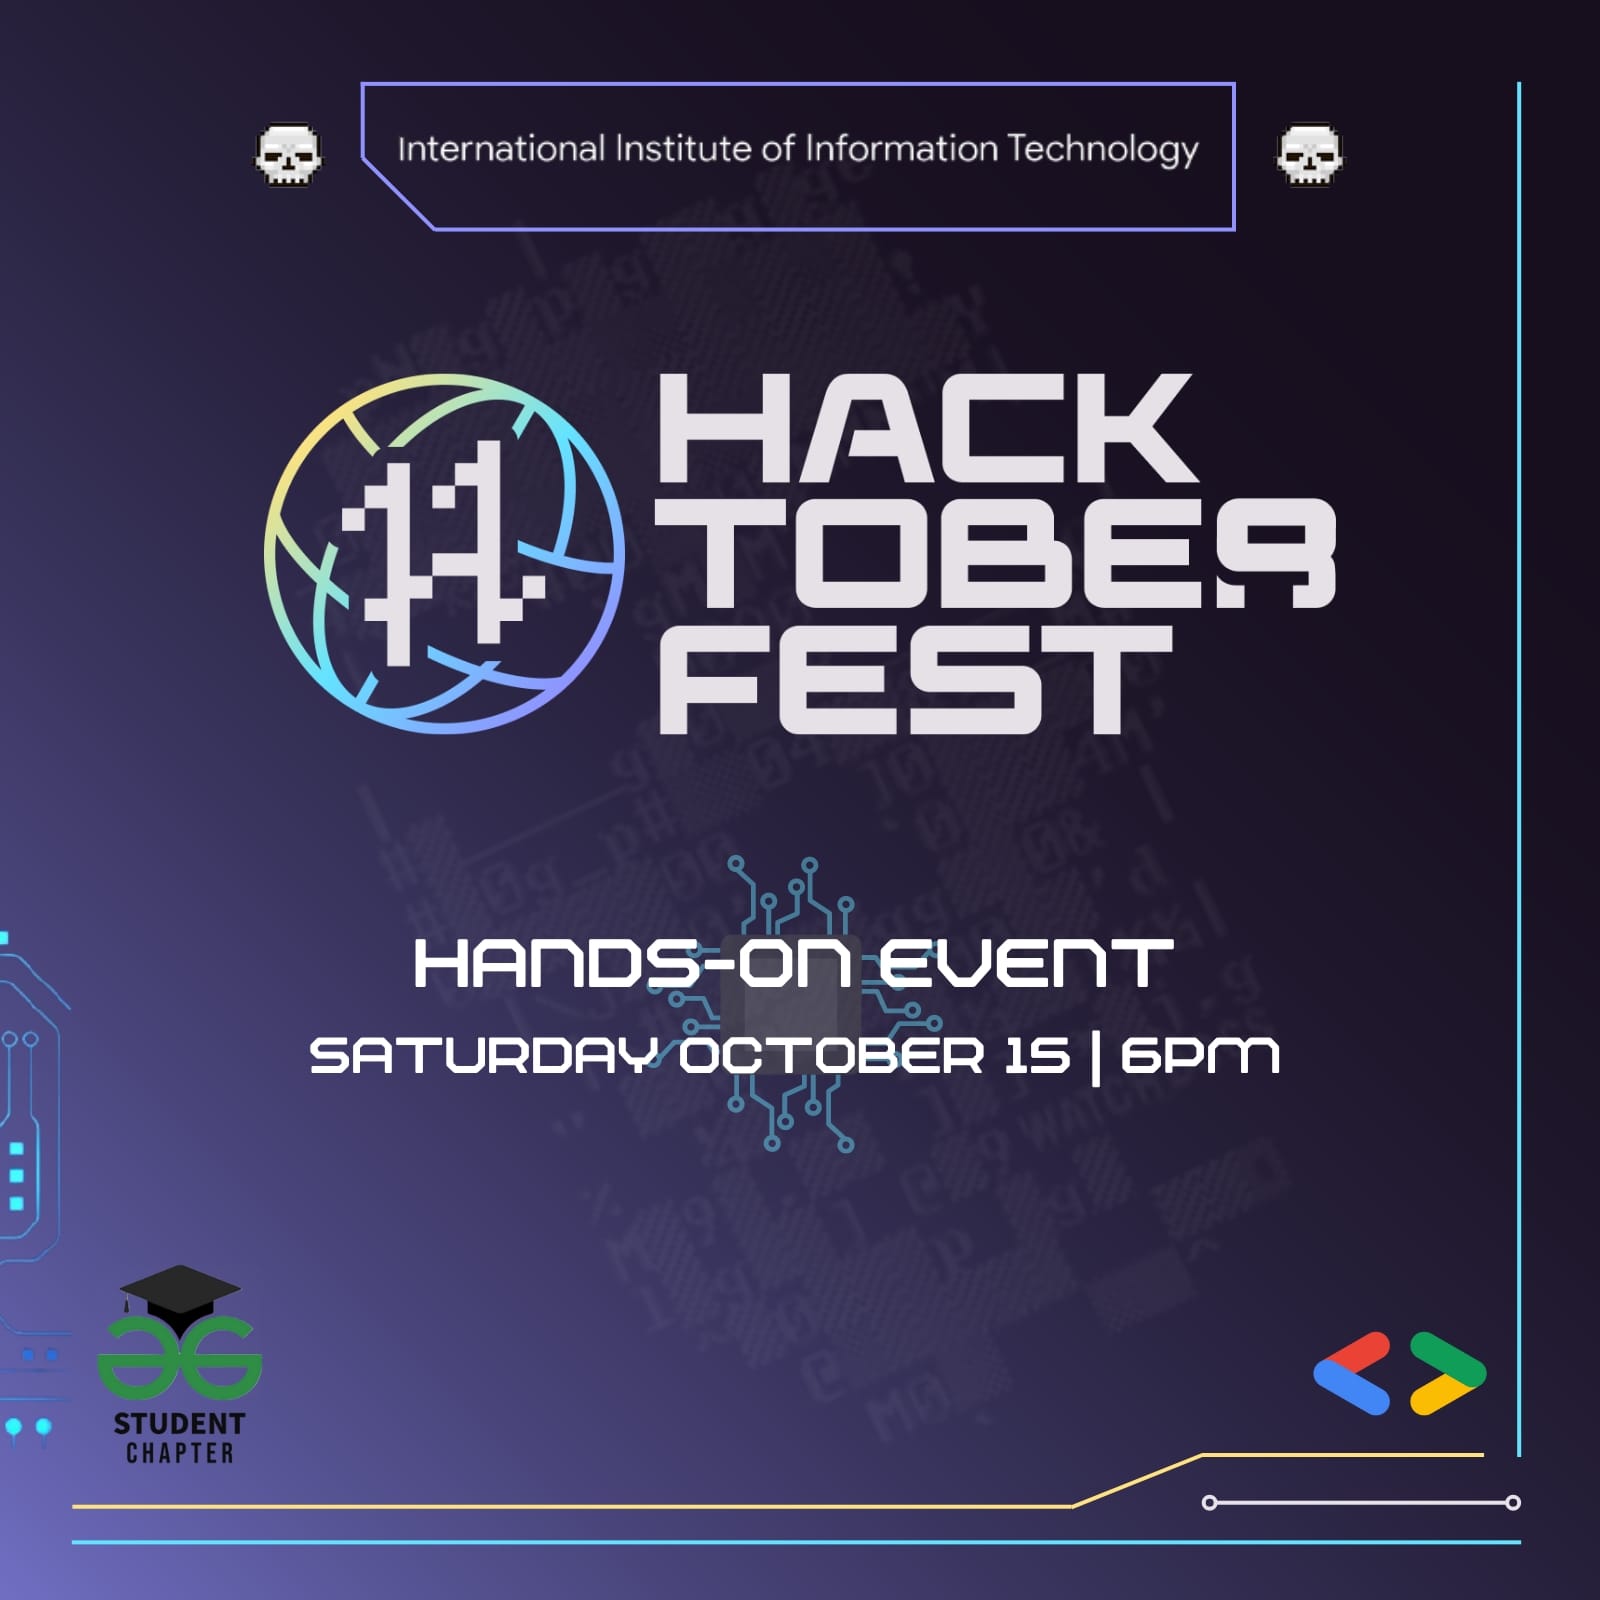 International Institute of Information Technology
HACK
TOBER
FEST
HANDS-ON EVENT
SATURDAY OCTOBER 15 | 6PM
STUDENT
CHAPTER